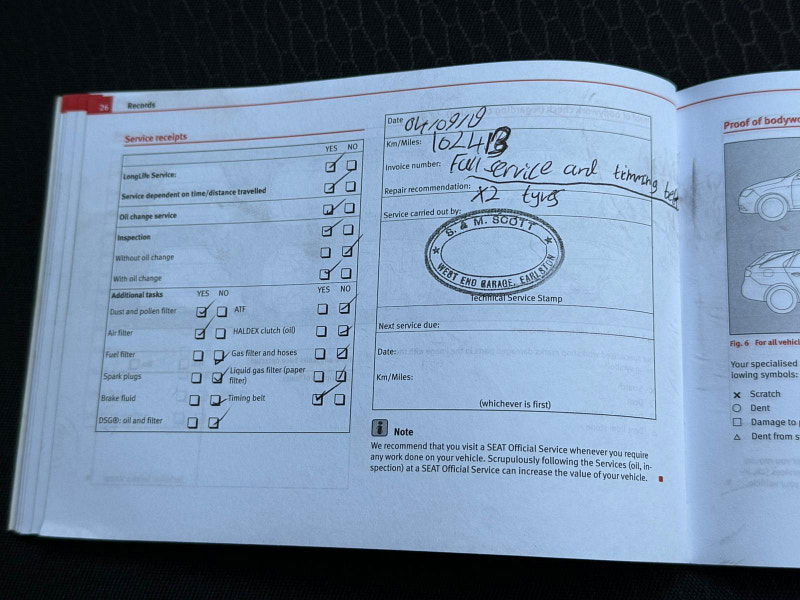 26 Records
Service receipts
YES NO
LongLife Service:
Service dependent on time/distance travelled
Oil change service
Inspection
Without oil change
With oil change
Additional tasks YES NO YES NO
Dust and pollen filter ATF
Air filter HALDEX clutch (oil)
Fuel filter Gas filter and hoses
Spark plugs Liquid gas filter (paper
filter)
Brake fluid Timing belt
DSG®: oil and filter
Date 04/09/19
Km/Miles:
Invoice number: Full service and timming belt
Repair recommendation: X2 tyres
Service carried out by:
S. & M. SCOTT
WEST END GARAGE, EARLSTON
Technical Service Stamp
Next service due:
Date:
Km/Miles:
(whichever is first)
i Note
We recommend that you visit a SEAT Official Service whenever you require
any work done on your vehicle. Scrupulously following the Services (oil, in-
spection) at a SEAT Official Service can increase the value of your vehicle.
Proof of bodywo
Fig. 6 For all vehicl
Your specialised
lowing symbols:
Scratch
Dent
Damage to p
Dent from s